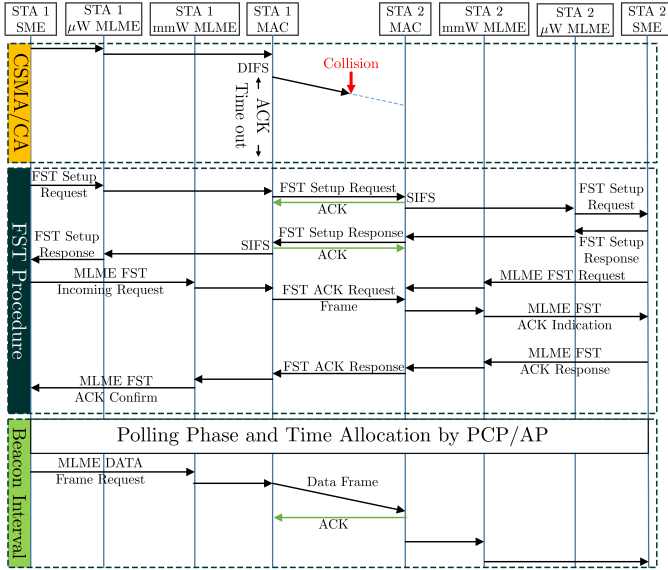 STA 1
SME
STA 1
μW MLME
STA 1
mmW MLME
STA 1
MAC
STA 2
MAC
STA 2
mmW MLME
STA 2
μW MLME
STA 2
SME
CSMA/CA
DIFS
ACK
Time out
Collision
FST Procedure
FST Setup
Request
FST Setup Request
ACK
SIFS
FST Setup
Request
FST Setup
Response
FST Setup Response
ACK
SIFS
FST Setup
Response
MLME FST
Incoming Request
MLME FST Request
FST ACK Request
Frame
MLME FST
ACK Indication
MLME FST
ACK Response
FST ACK Response
MLME FST
ACK Confirm
Beacon Interval
Polling Phase and Time Allocation by PCP/AP
MLME DATA
Frame Request
Data Frame
ACK